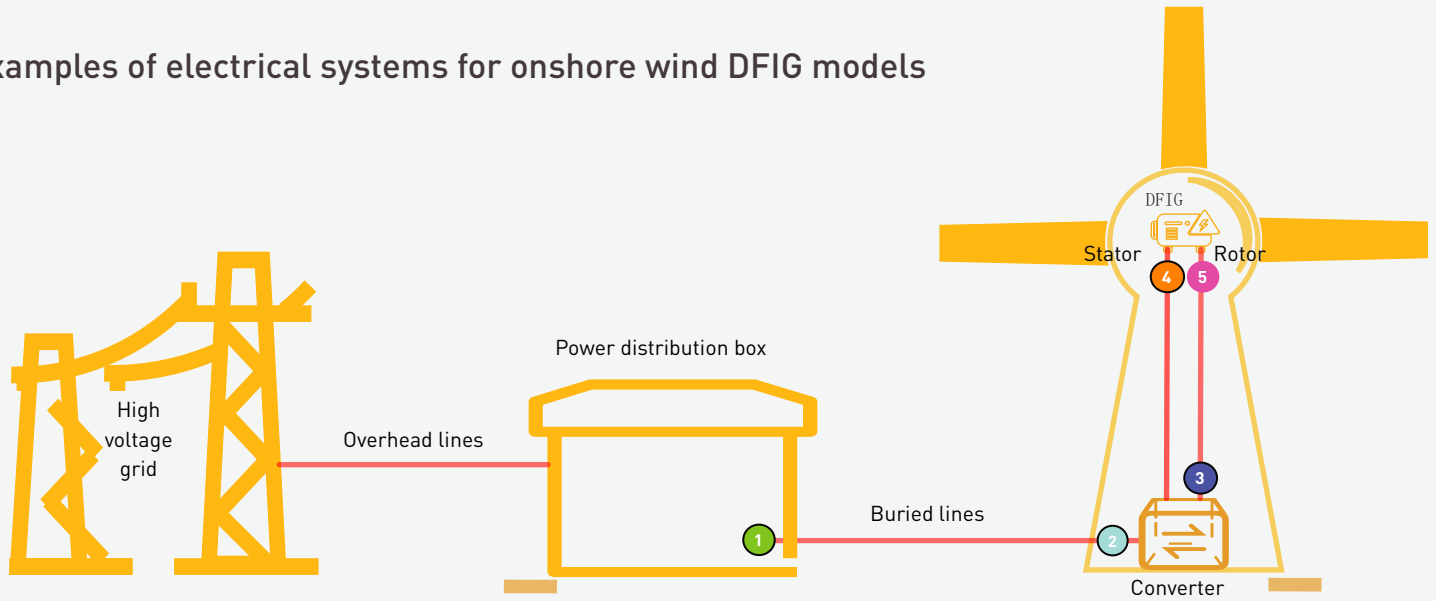 xamples of electrical systems for onshore wind DFIG models
DFIG
Stator
Rotor
4
5
Power distribution box
High
voltage
grid
Overhead lines
3
Buried lines
1
2
Converter